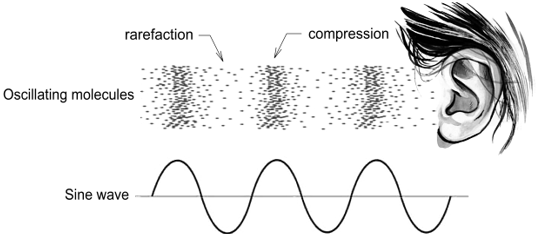 rarefaction
compression
Oscillating molecules
Sine wave